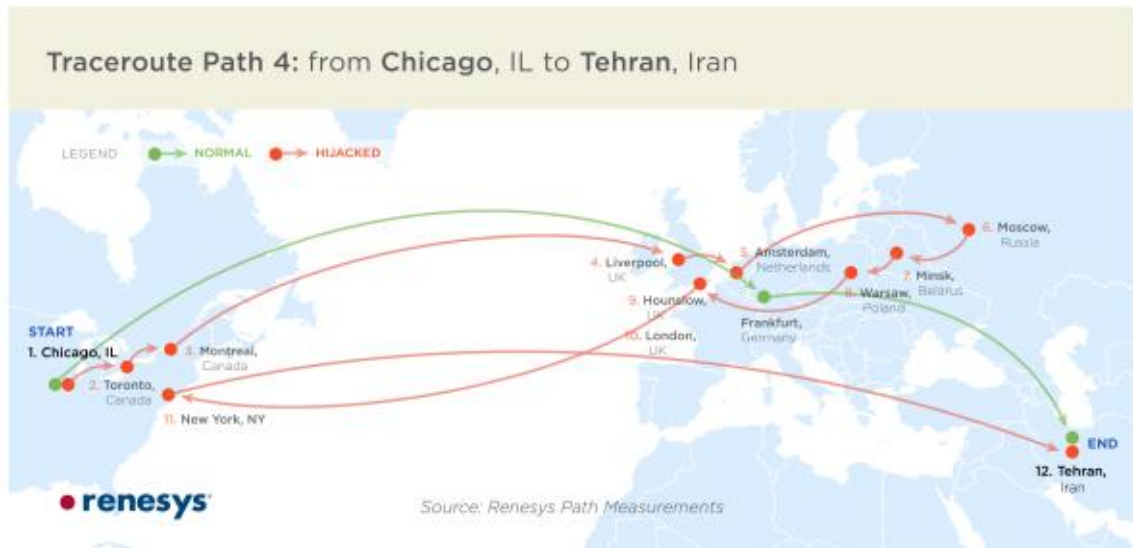 Traceroute Path 4: from Chicago, IL to Tehran, Iran
LEGEND
NORMAL
HIJACKED
START
1. Chicago, IL
2. Toronto,
Canada
3. Montreal,
Canada
4. Liverpool,
UK
5. Amsterdam,
Netherlands
6. Moscow,
Russia
7. Minsk,
Belarus
8. Warsaw,
Poland
9. Hounslow,
UK
10. London,
UK
Frankfurt,
Germany
11. New York, NY
END
12. Tehran,
Iran
renesys
Source: Renesys Path Measurements